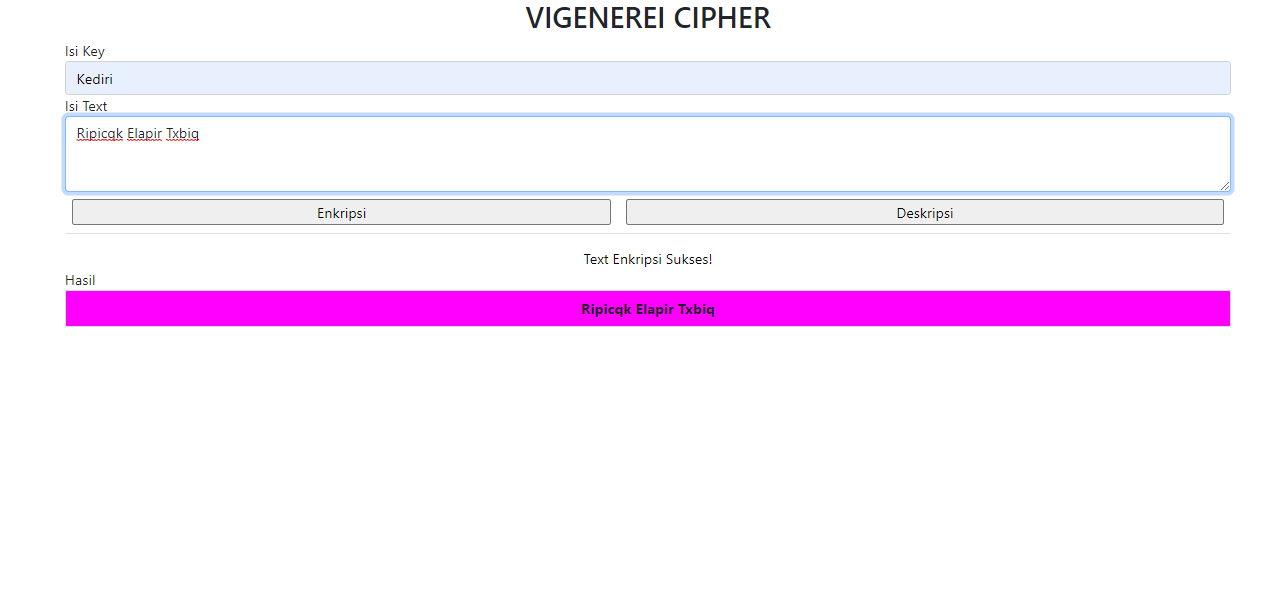 VIGENEREI CIPHER
Isi Key
Kediri
Isi Text
Ripicqk Elapir Txbiq
Enkripsi Deskripsi
Text Enkripsi Sukses!
Hasil
Ripicqk Elapir Txbiq